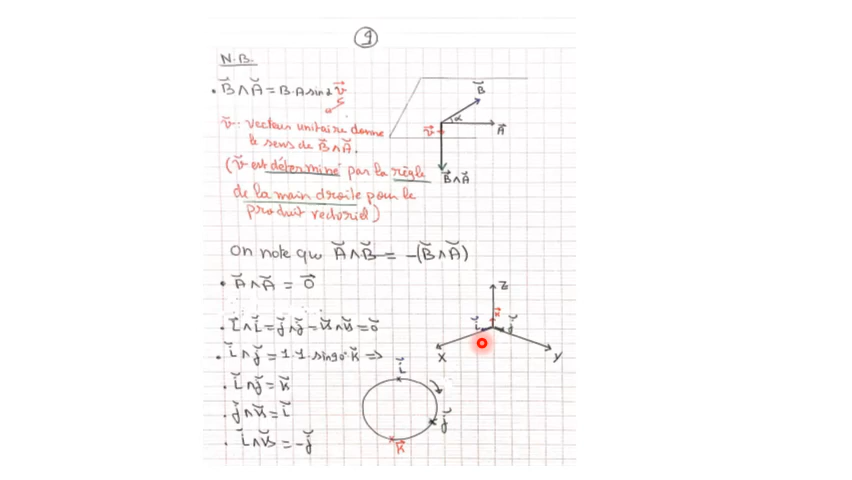 9
N.B.
• B⃗ ∧ A⃗ = B·A sin α v⃗
B⃗
α
A⃗
v⃗
B⃗ ∧ A⃗
v⃗ : vecteur unitaire donne
le sens de B⃗ ∧ A⃗.
(v⃗ est déterminé par la règle
de la main droite pour le
produit vectoriel)
On note que A⃗ ∧ B⃗ = -(B⃗ ∧ A⃗)
• A⃗ ∧ A⃗ = 0⃗
Z
K⃗
i⃗
j⃗
X
Y
• i⃗ ∧ i⃗ = j⃗ ∧ j⃗ = K⃗ ∧ K⃗ = 0⃗
• i⃗ ∧ j⃗ = 1·1·sin 90° K⃗ =>
• i⃗ ∧ j⃗ = K⃗
• j⃗ ∧ K⃗ = i⃗
• i⃗ ∧ K⃗ = -j⃗
i⃗
j⃗
K⃗